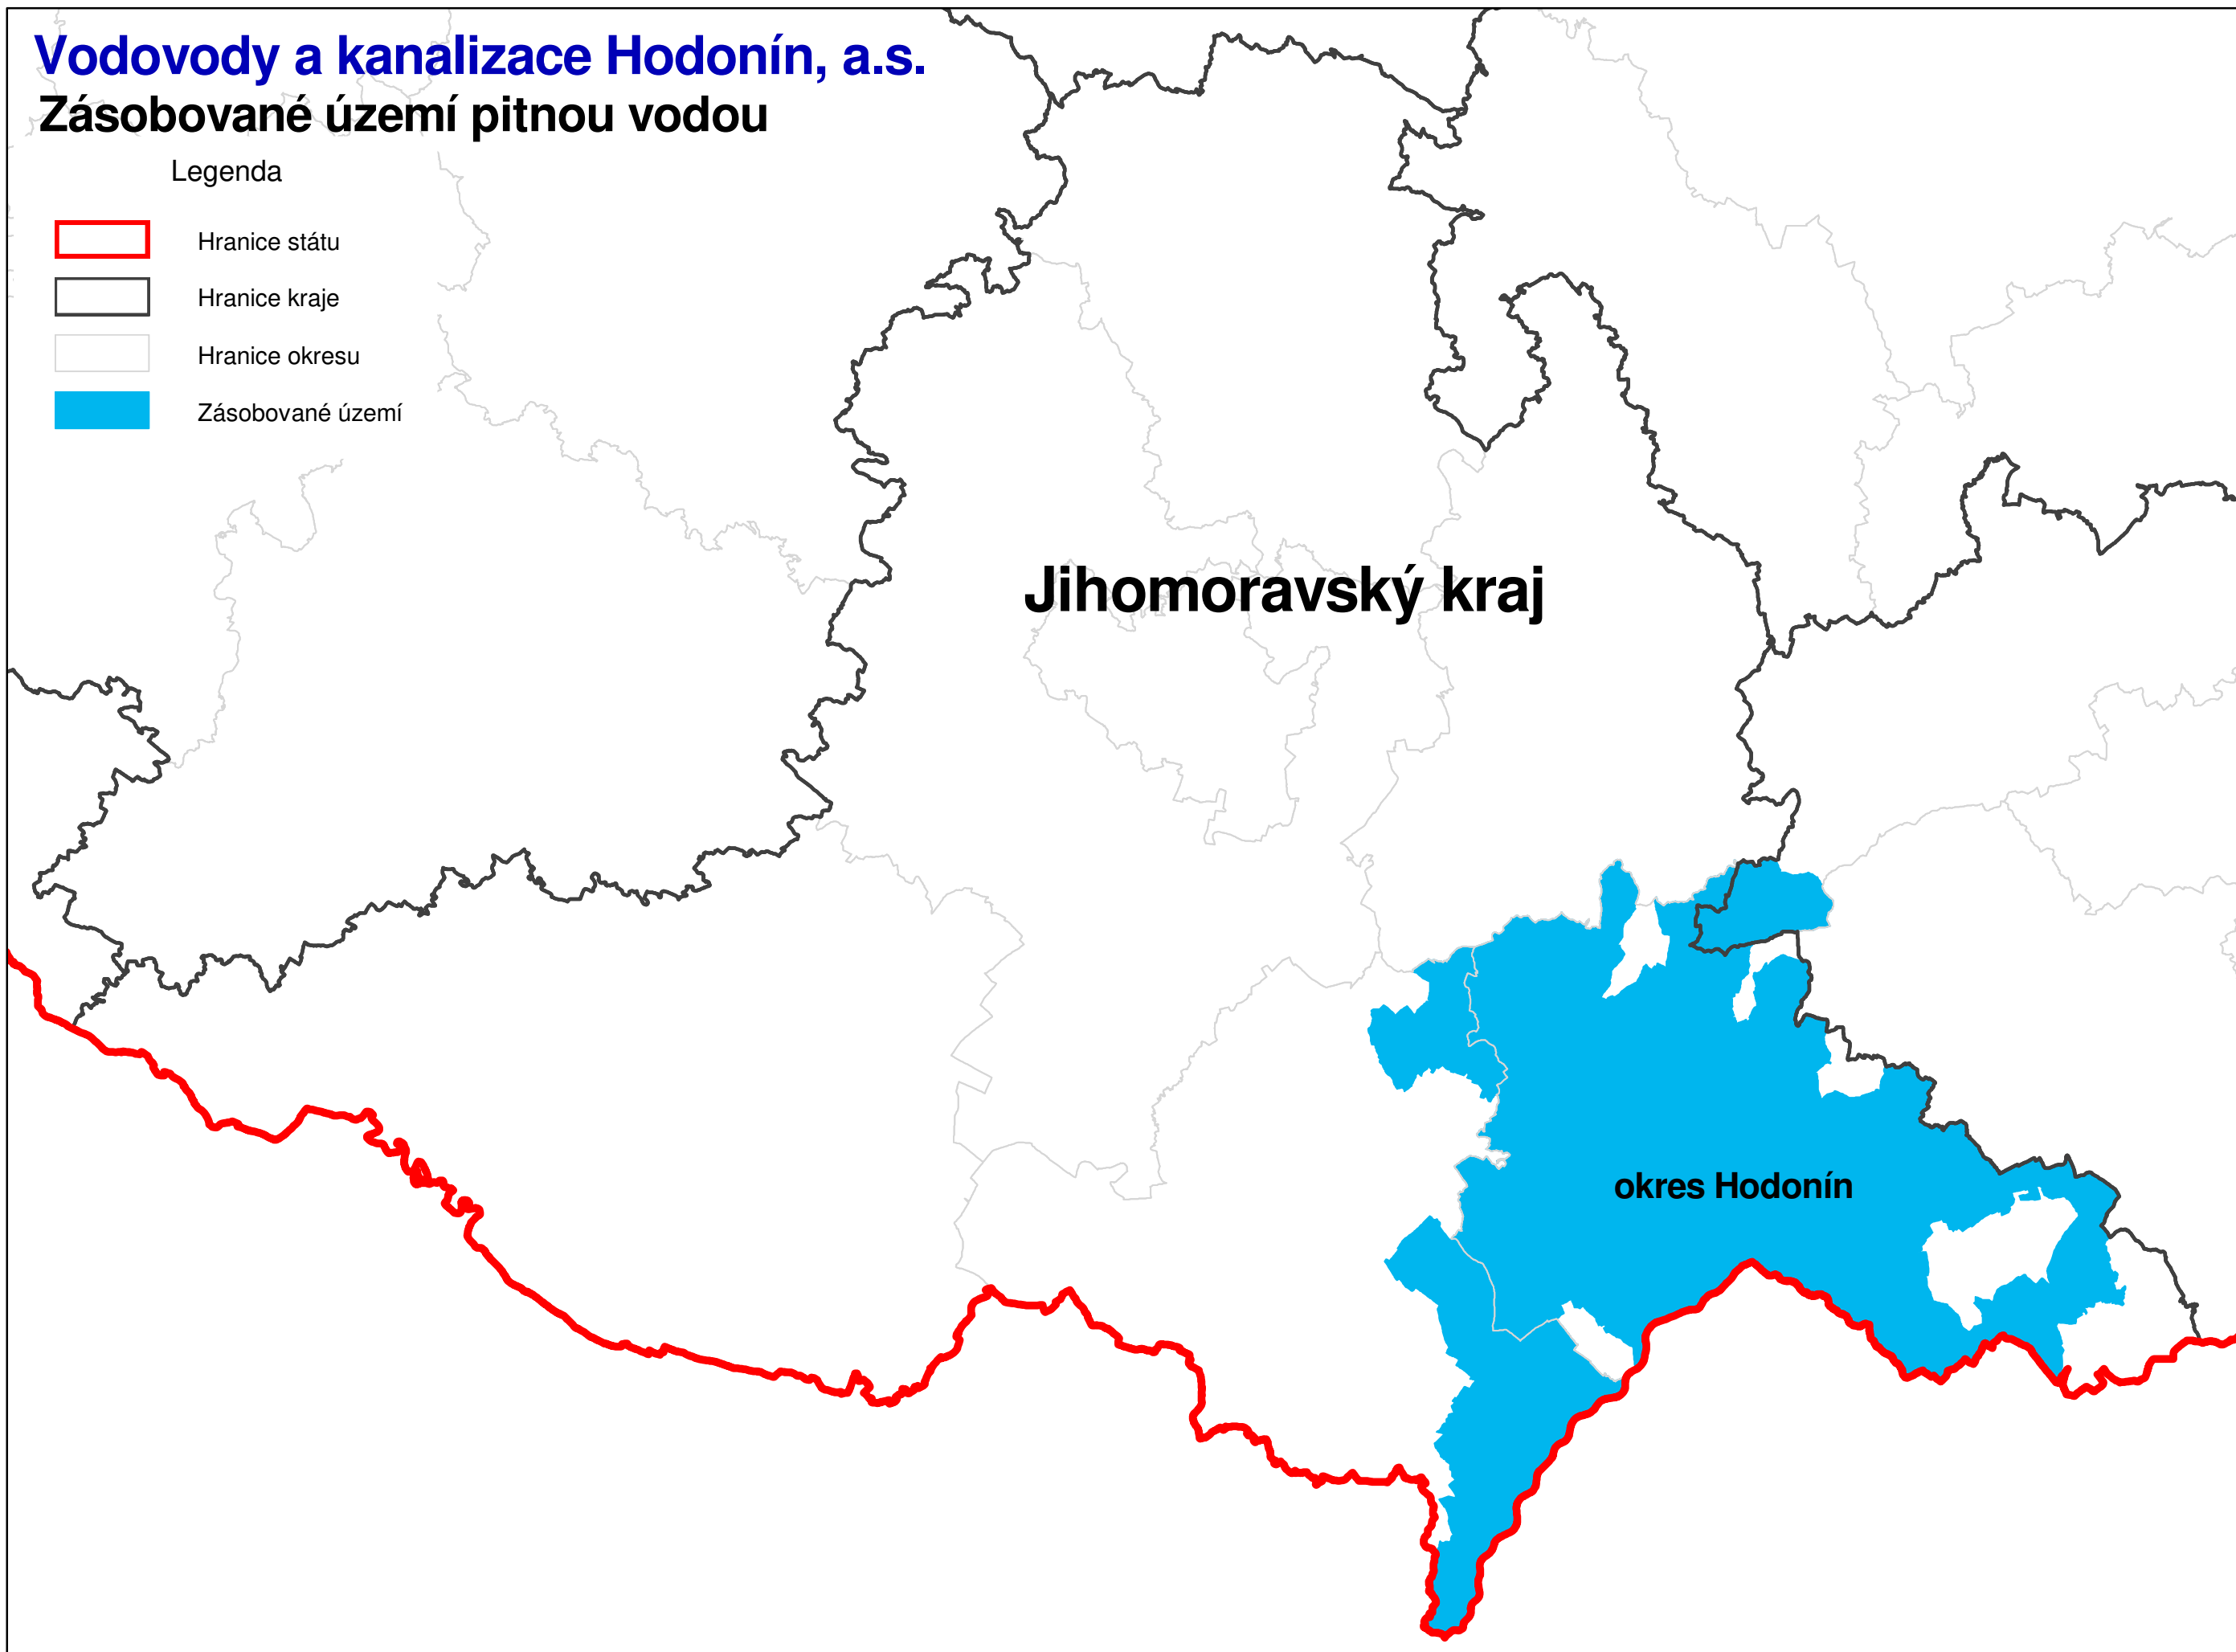 Vodovody a kanalizace Hodonín, a.s.
Zásobované území pitnou vodou
Legenda
Hranice státu
Hranice kraje
Hranice okresu
Zásobované území
Jihomoravský kraj
okres Hodonín